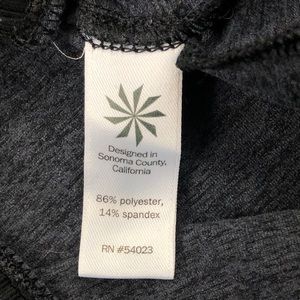 Designed in
Sonoma County,
California
86% polyester,
14% spandex
RN #54023